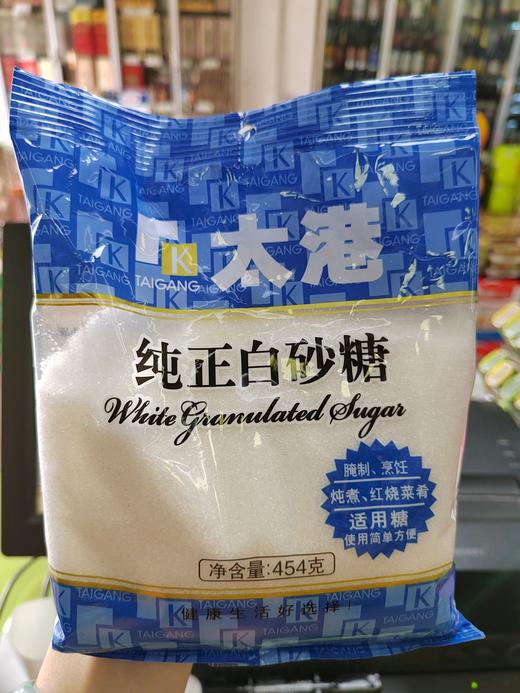 K TAIGANG
太港
纯正白砂糖
White Granulated Sugar
腌制、烹饪
炖煮、红烧菜肴
适用糖
使用简单方便
净含量:454克
健康生活好选择!
K TAIGANG